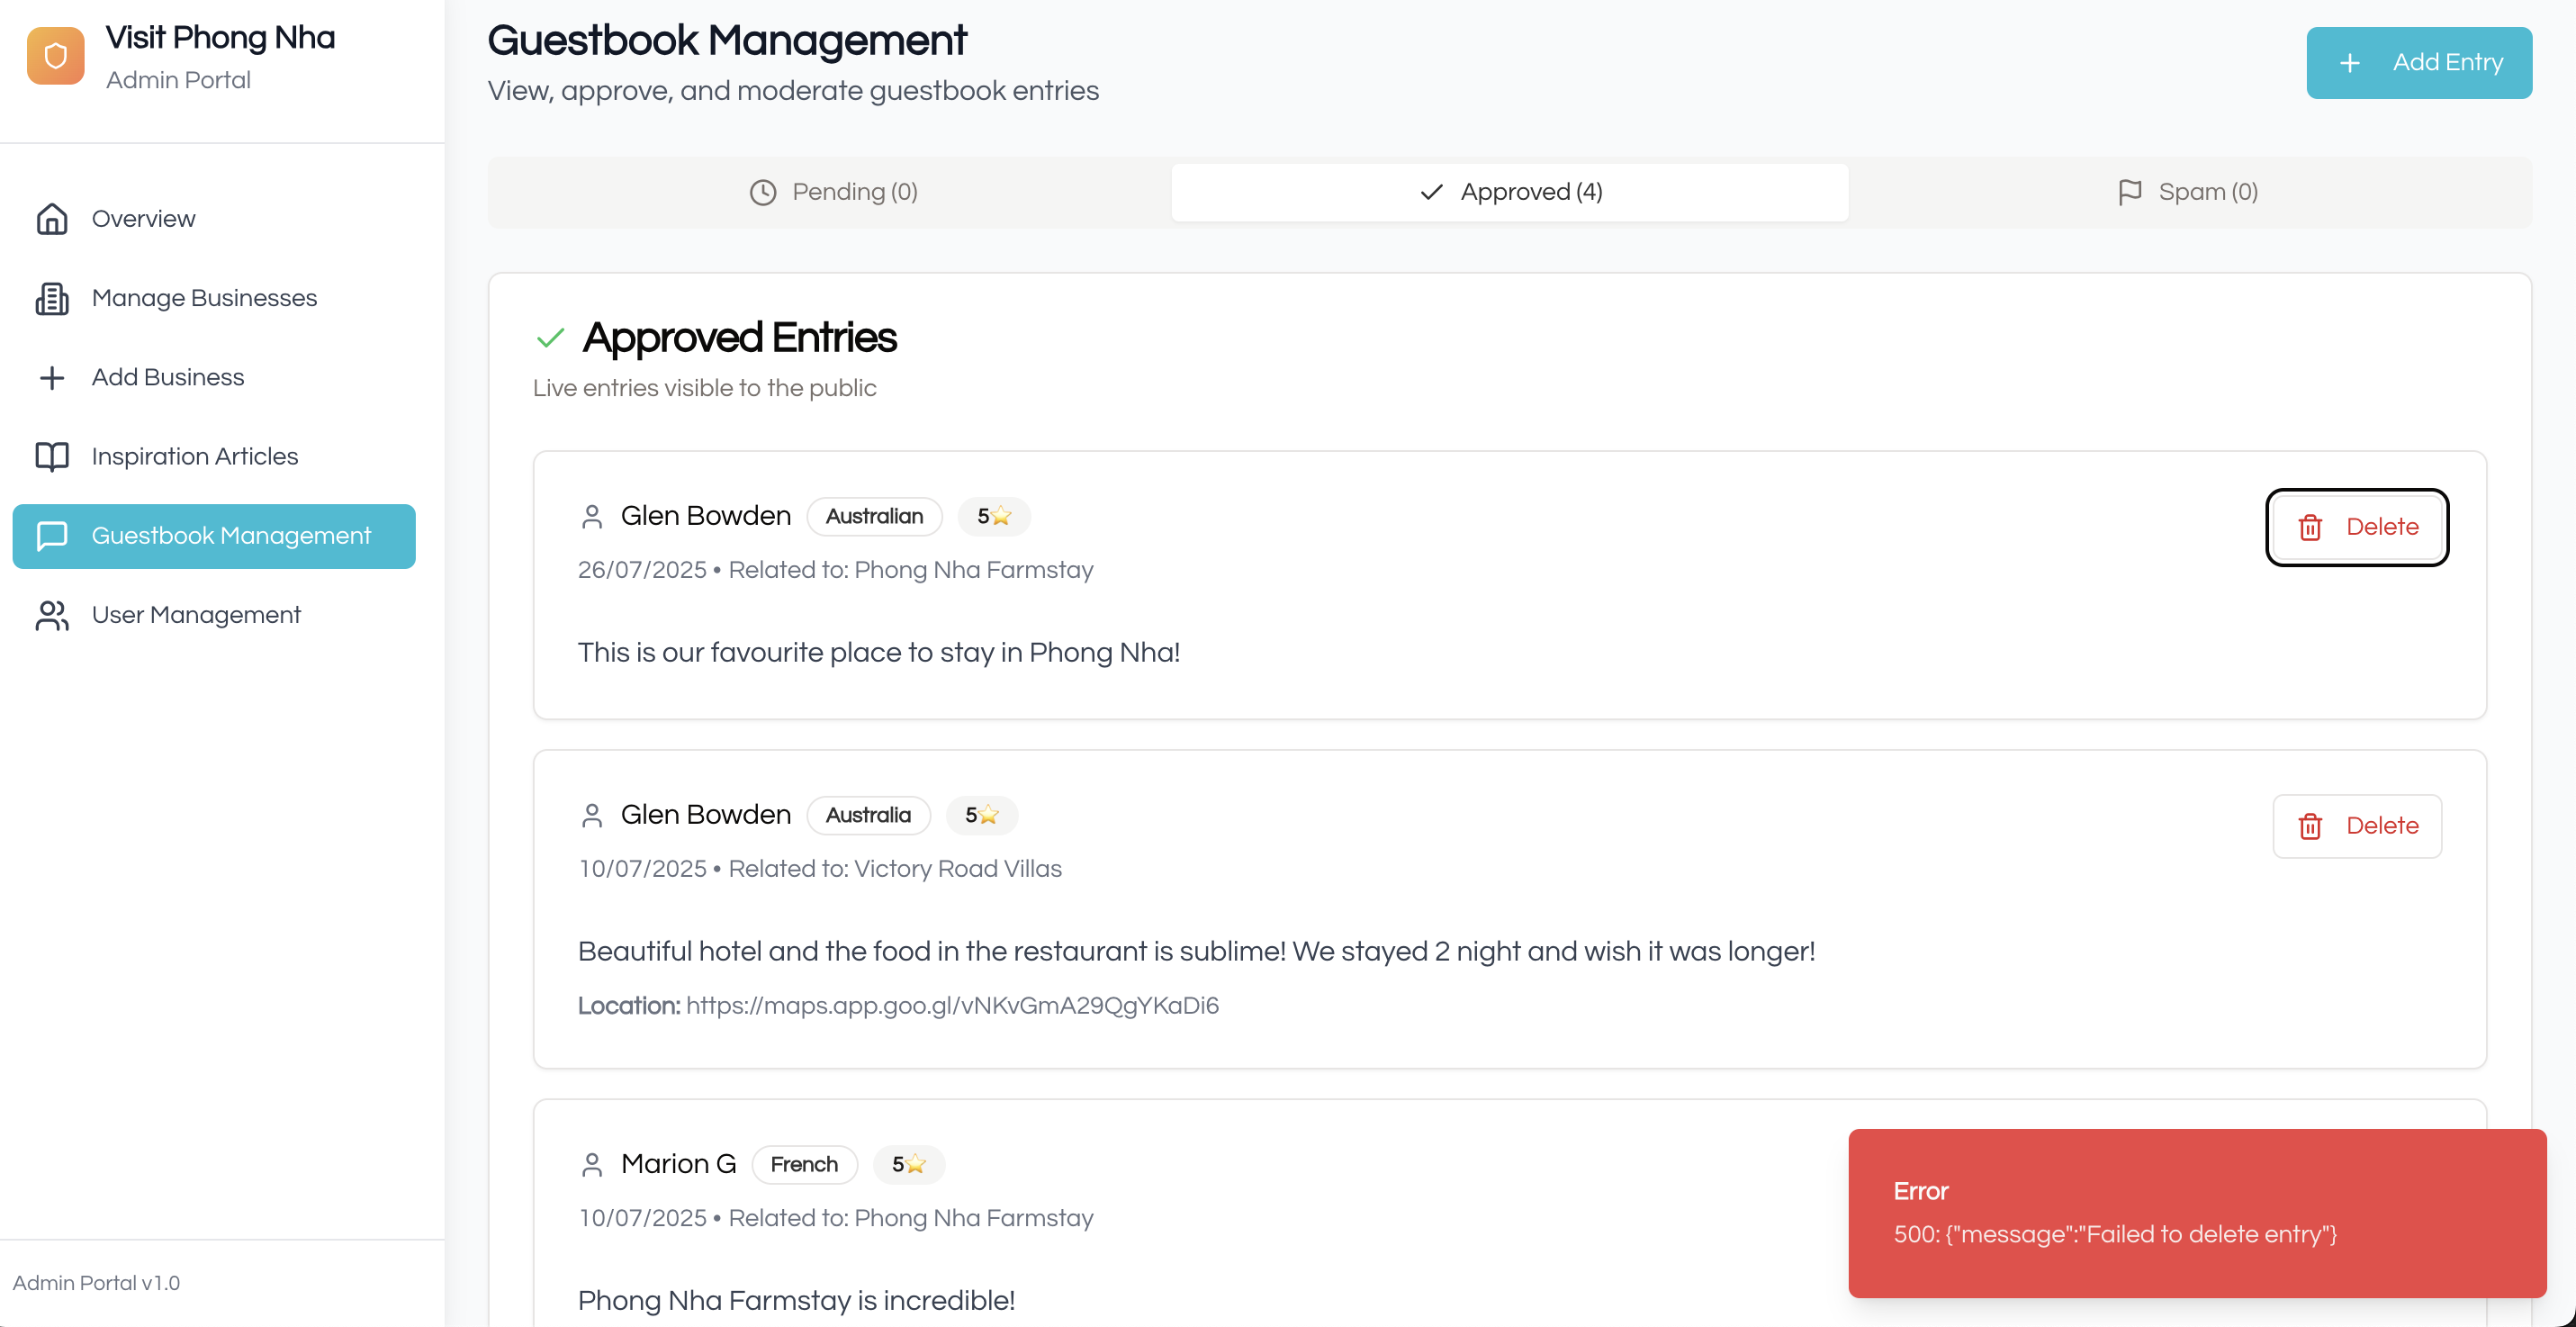 Visit Phong Nha
Admin Portal
Overview
Manage Businesses
Add Business
Inspiration Articles
Guestbook Management
User Management
Admin Portal v1.0
Guestbook Management
View, approve, and moderate guestbook entries
Add Entry
Pending (0)
Approved (4)
Spam (0)
Approved Entries
Live entries visible to the public
Glen Bowden Australian 5⭐
Delete
26/07/2025 • Related to: Phong Nha Farmstay
This is our favourite place to stay in Phong Nha!
Glen Bowden Australia 5⭐
Delete
10/07/2025 • Related to: Victory Road Villas
Beautiful hotel and the food in the restaurant is sublime! We stayed 2 night and wish it was longer!
Location: https://maps.app.goo.gl/vNKvGmA29QgYKaDi6
Marion G French 5⭐
10/07/2025 • Related to: Phong Nha Farmstay
Phong Nha Farmstay is incredible!
Error
500: {"message":"Failed to delete entry"}